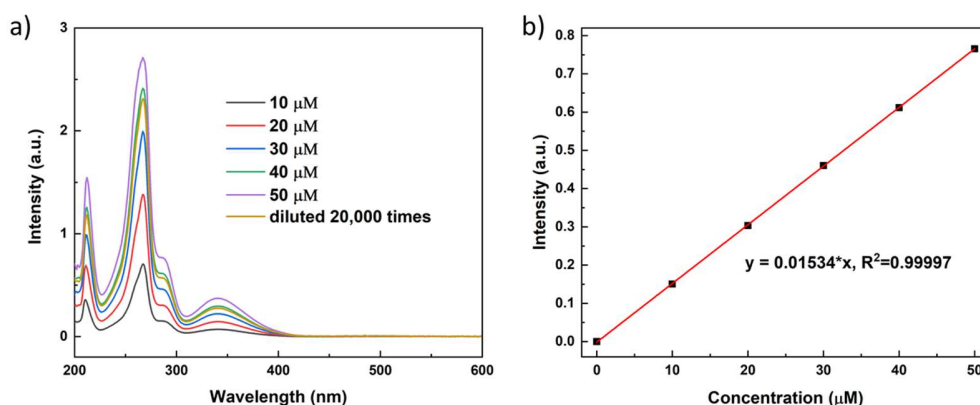 a)
Intensity (a.u.)
3
2
1
0
10 μM
20 μM
30 μM
40 μM
50 μM
diluted 20,000 times
200 300 400 500 600
Wavelength (nm)
b)
Intensity (a.u.)
0.8
0.7
0.6
0.5
0.4
0.3
0.2
0.1
0.0
y = 0.01534*x, R²=0.99997
0 10 20 30 40 50
Concentration (μM)